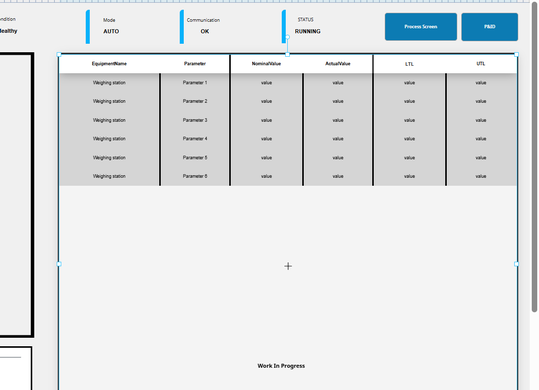 ondition
ealthy
Mode
AUTO
Communication
OK
STATUS
RUNNING
Process Screen
P&ID
EquipmentName Parameter NominalValue ActualValue LTL UTL
Weighing station Parameter 1 value value value value
Weighing station Parameter 2 value value value value
Weighing station Parameter 3 value value value value
Weighing station Parameter 4 value value value value
Weighing station Parameter 5 value value value value
Weighing station Parameter 6 value value value value
Work In Progress